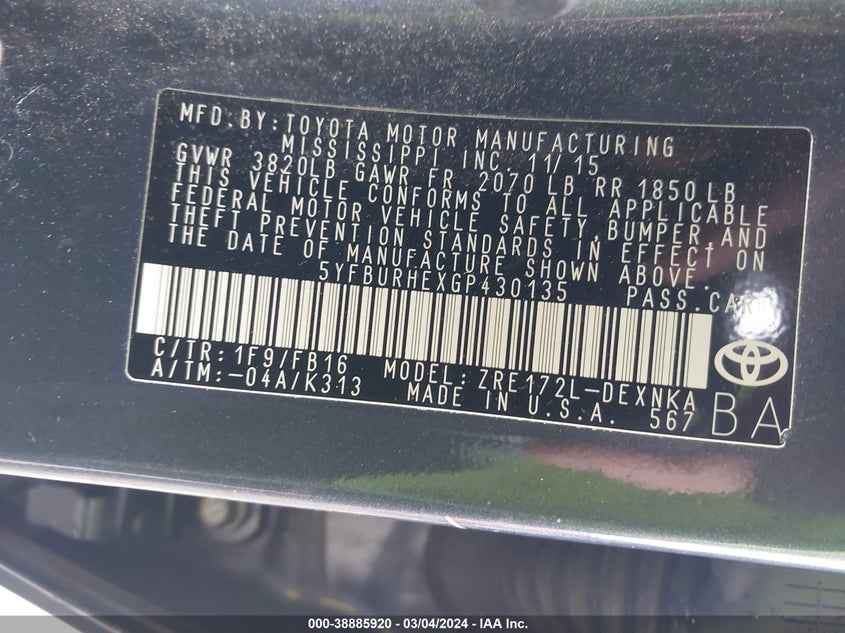 MFD.BY:TOYOTA MOTOR MANUFACTURING
MISSISSIPPI INC. 11/15
GVWR 3820LB GAWR FR 2070 LB RR 1850 LB
THIS VEHICLE CONFORMS TO ALL APPLICABLE
FEDERAL MOTOR VEHICLE SAFETY,BUMPER,AND
THEFT PREVENTION STANDARDS IN EFFECT ON
THE DATE OF MANUFACTURE SHOWN ABOVE.
5YFBURHEXGP430135 PASS.CAR
C/TR:1F9/FB16 MODEL:ZRE172L-DEXNKA
A/TM:-04A/K313 MADE IN U.S.A. 567
BA
000-38885920 — 03/04/2024 — IAA Inc.